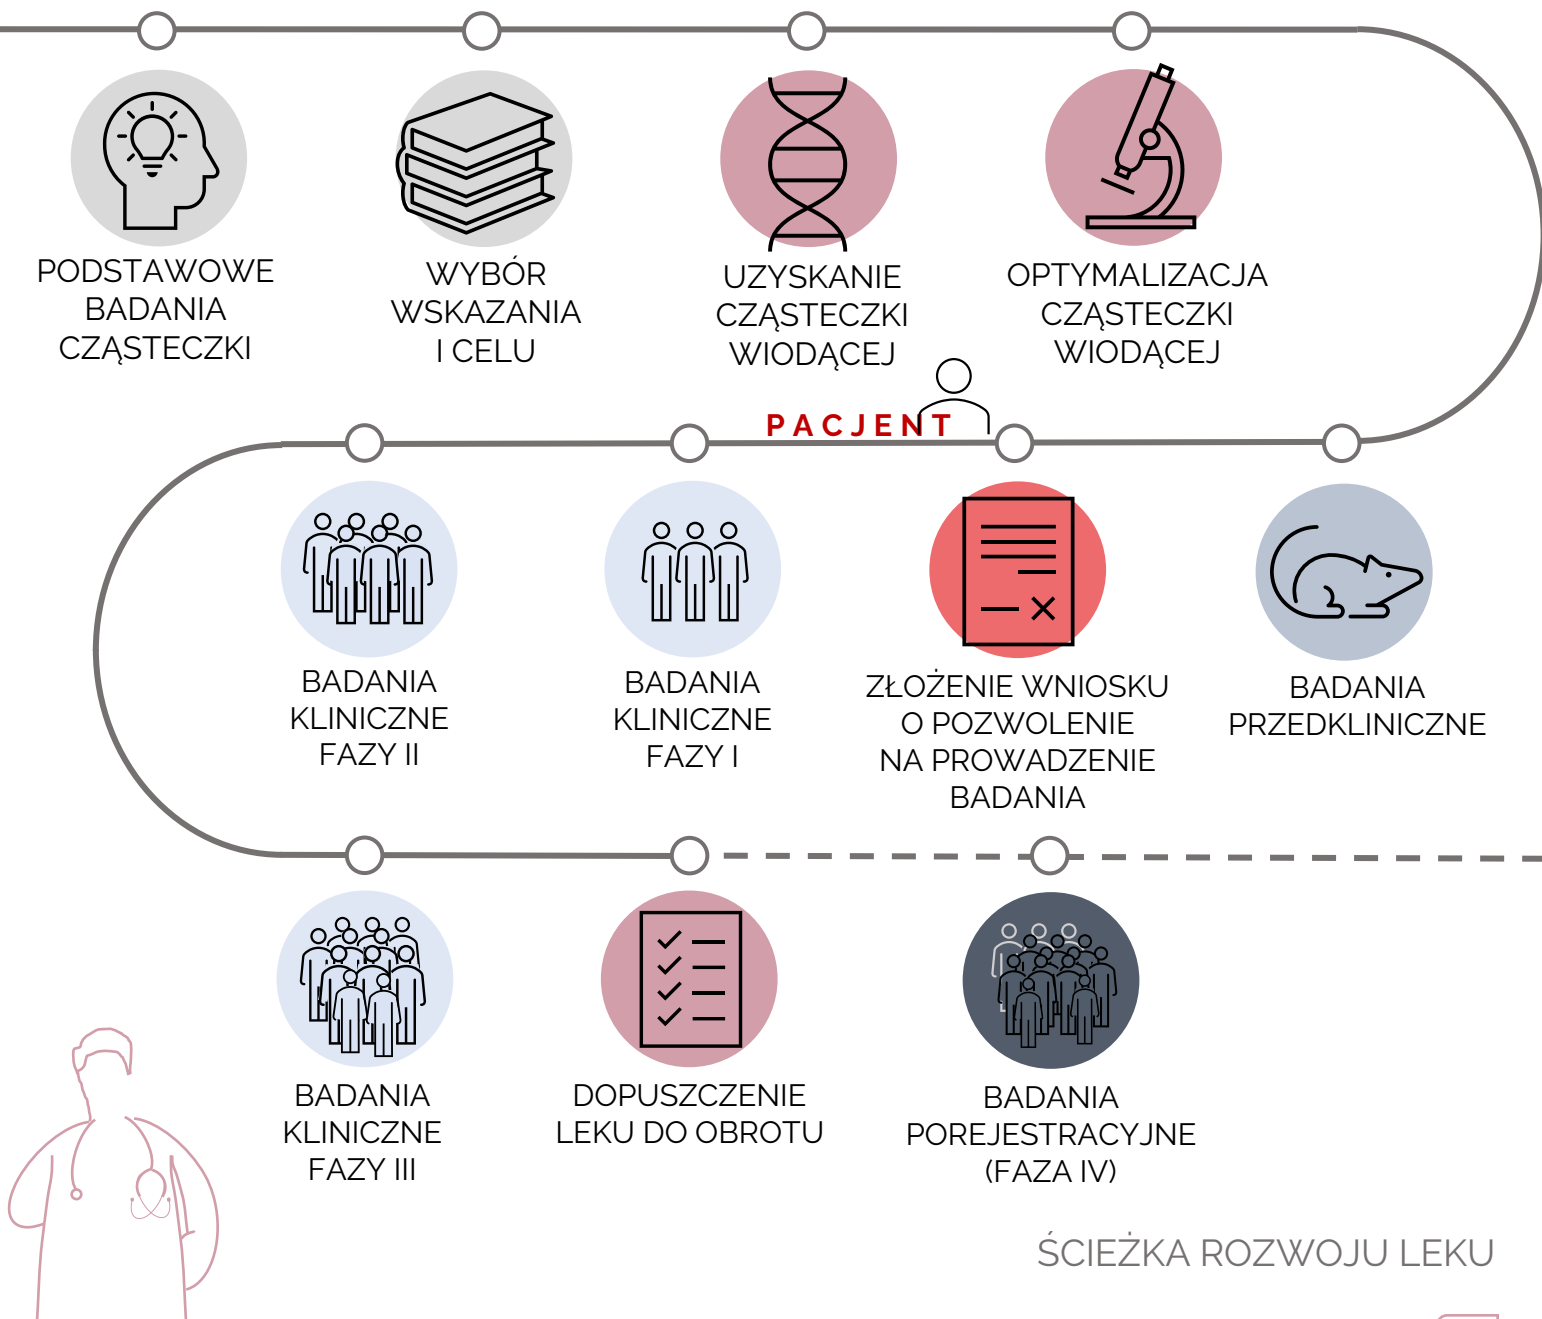 PODSTAWOWE
BADANIA
CZĄSTECZKI
WYBÓR
WSKAZANIA
I CELU
UZYSKANIE
CZĄSTECZKI
WIODĄCEJ
OPTYMALIZACJA
CZĄSTECZKI
WIODĄCEJ
PACJENT
BADANIA
PRZEDKLINICZNE
ZŁOŻENIE WNIOSKU
O POZWOLENIE
NA PROWADZENIE
BADANIA
BADANIA
KLINICZNE
FAZY I
BADANIA
KLINICZNE
FAZY II
BADANIA
KLINICZNE
FAZY III
DOPUSZCZENIE
LEKU DO OBROTU
BADANIA
POREJESTRACYJNE
(FAZA IV)
ŚCIEŻKA ROZWOJU LEKU